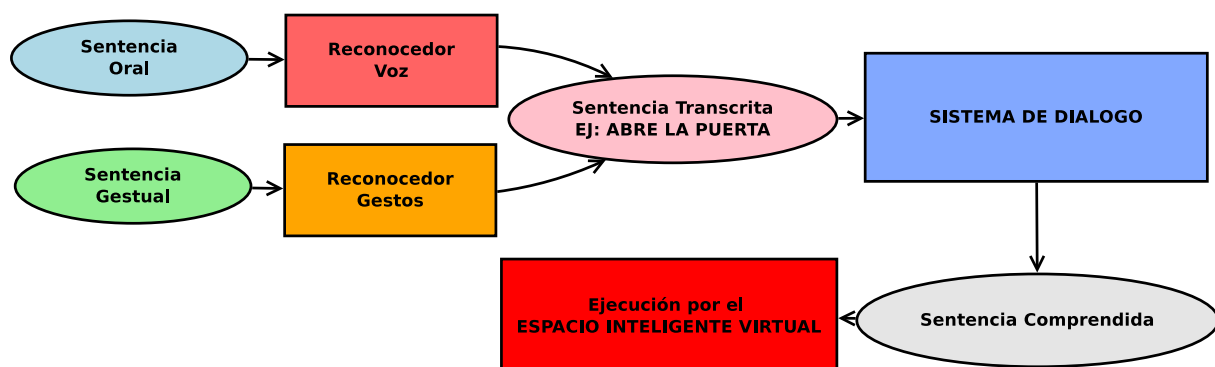 Sentencia
Oral
Reconocedor
Voz
Sentencia Transcrita
EJ: ABRE LA PUERTA
SISTEMA DE DIALOGO
Sentencia
Gestual
Reconocedor
Gestos
Ejecución por el
ESPACIO INTELIGENTE VIRTUAL
Sentencia Comprendida